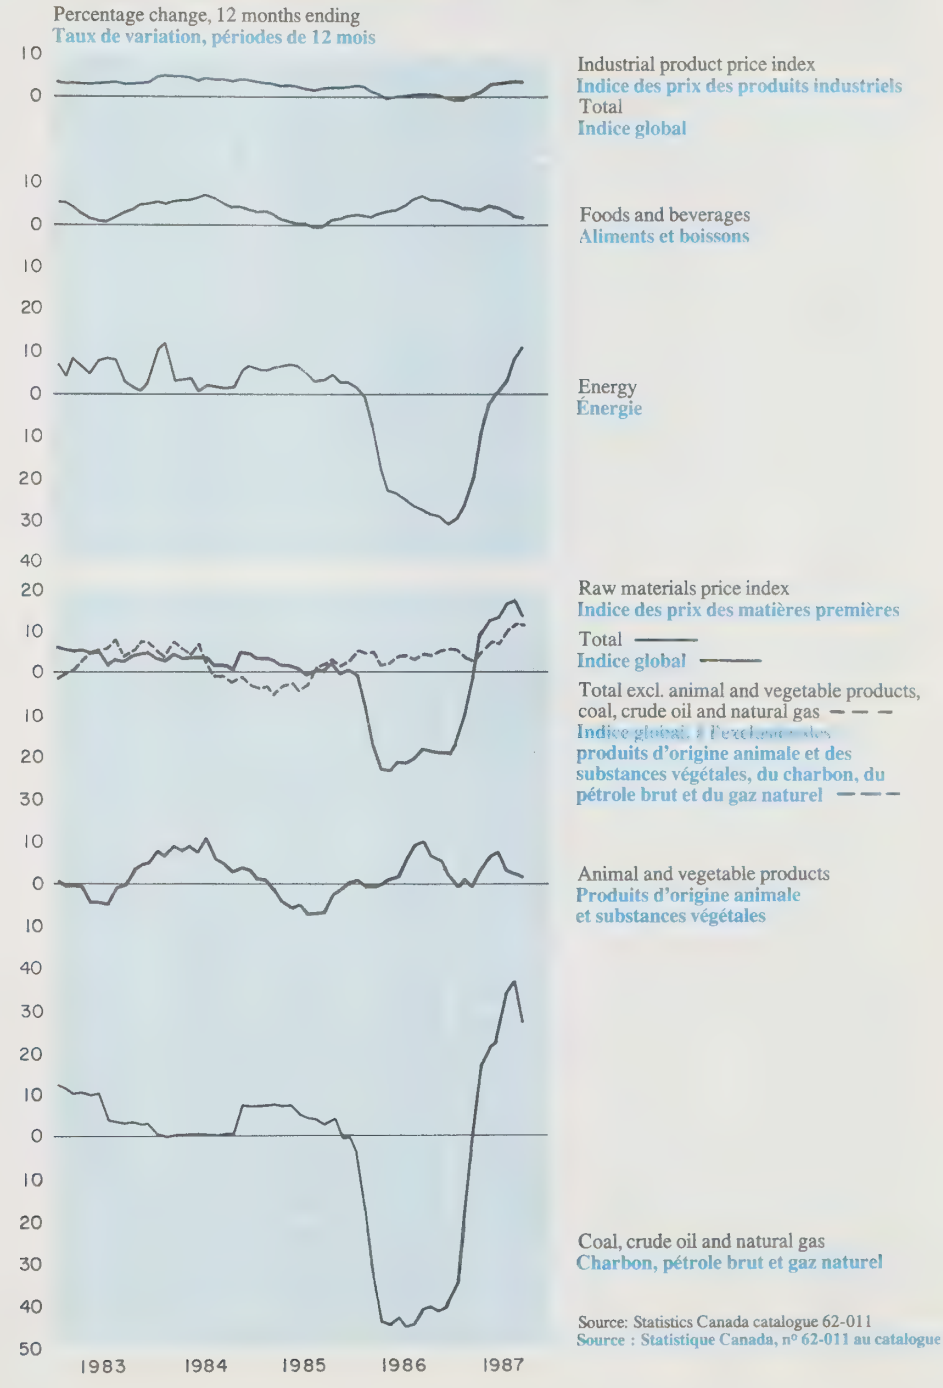 Percentage change, 12 months ending
Taux de variation, périodes de 12 mois
10
0
Industrial product price index
Indice des prix des produits industriels
Total
Indice global
10
0
10
20
Foods and beverages
Aliments et boissons
10
0
10
20
30
40
Energy
Énergie
20
10
0
10
20
30
Raw materials price index
Indice des prix des matières premières
Total
Indice global
Total excl. animal and vegetable products,
coal, crude oil and natural gas
Indice global, à l'exclusion des
produits d'origine animale et des
substances végétales, du charbon, du
pétrole brut et du gaz naturel
10
0
10
Animal and vegetable products
Produits d'origine animale
et substances végétales
40
30
20
10
0
10
20
30
40
50
Coal, crude oil and natural gas
Charbon, pétrole brut et gaz naturel
1983 1984 1985 1986 1987
Source: Statistics Canada catalogue 62-011
Source : Statistique Canada, nº 62-011 au catalogue